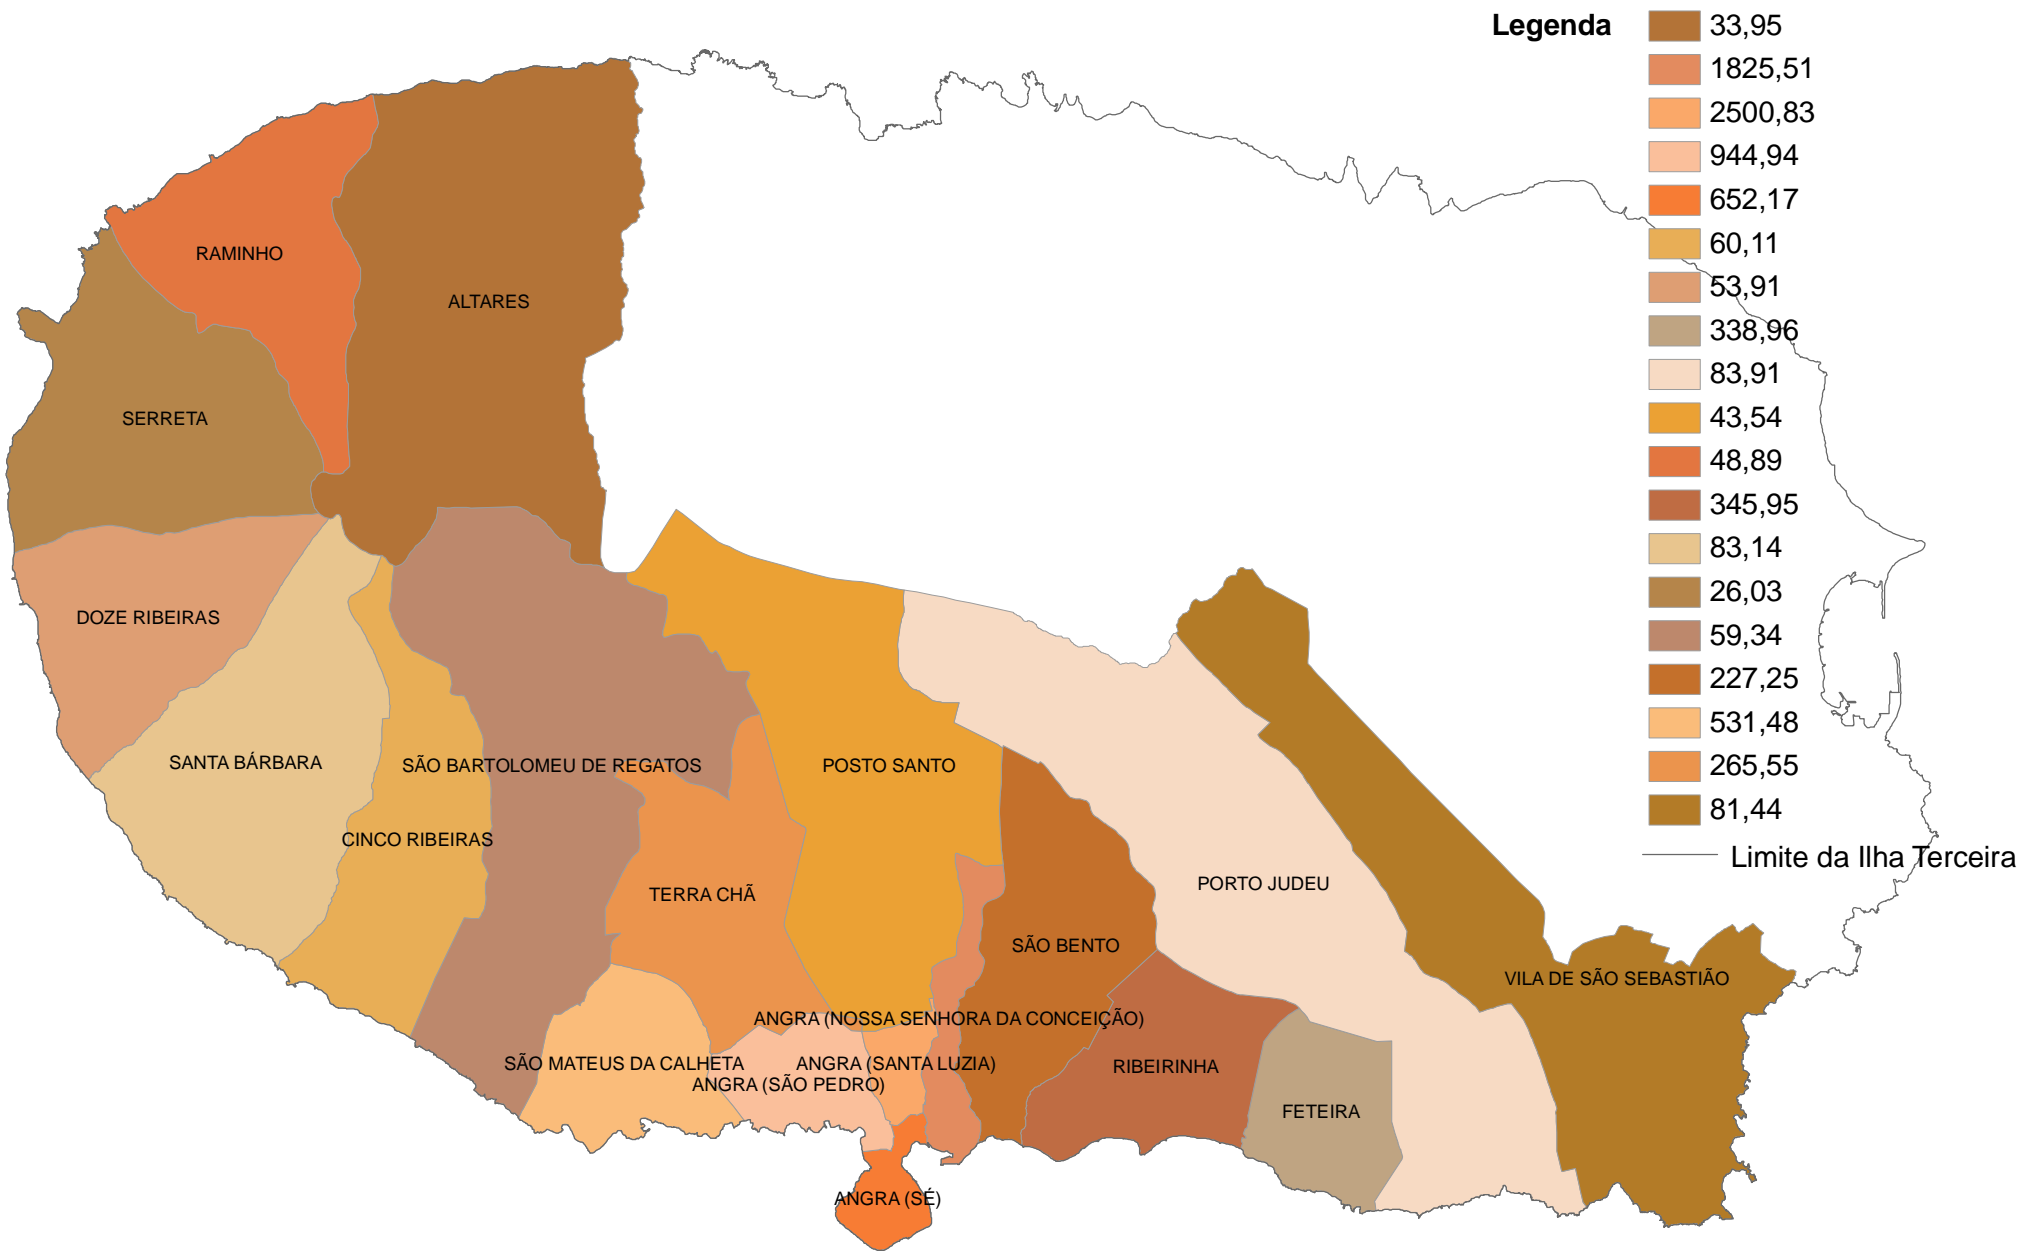 Legenda
33,95
1825,51
2500,83
944,94
652,17
60,11
53,91
338,96
83,91
43,54
48,89
345,95
83,14
26,03
59,34
227,25
531,48
265,55
81,44
Limite da Ilha Terceira
RAMINHO
ALTARES
SERRETA
DOZE RIBEIRAS
SANTA BÁRBARA
SÃO BARTOLOMEU DE REGATOS
POSTO SANTO
CINCO RIBEIRAS
TERRA CHÃ
PORTO JUDEU
SÃO BENTO
VILA DE SÃO SEBASTIÃO
ANGRA (NOSSA SENHORA DA CONCEIÇÃO)
SÃO MATEUS DA CALHETA
ANGRA (SANTA LUZIA)
RIBEIRINHA
ANGRA (SÃO PEDRO)
FETEIRA
ANGRA (SÉ)